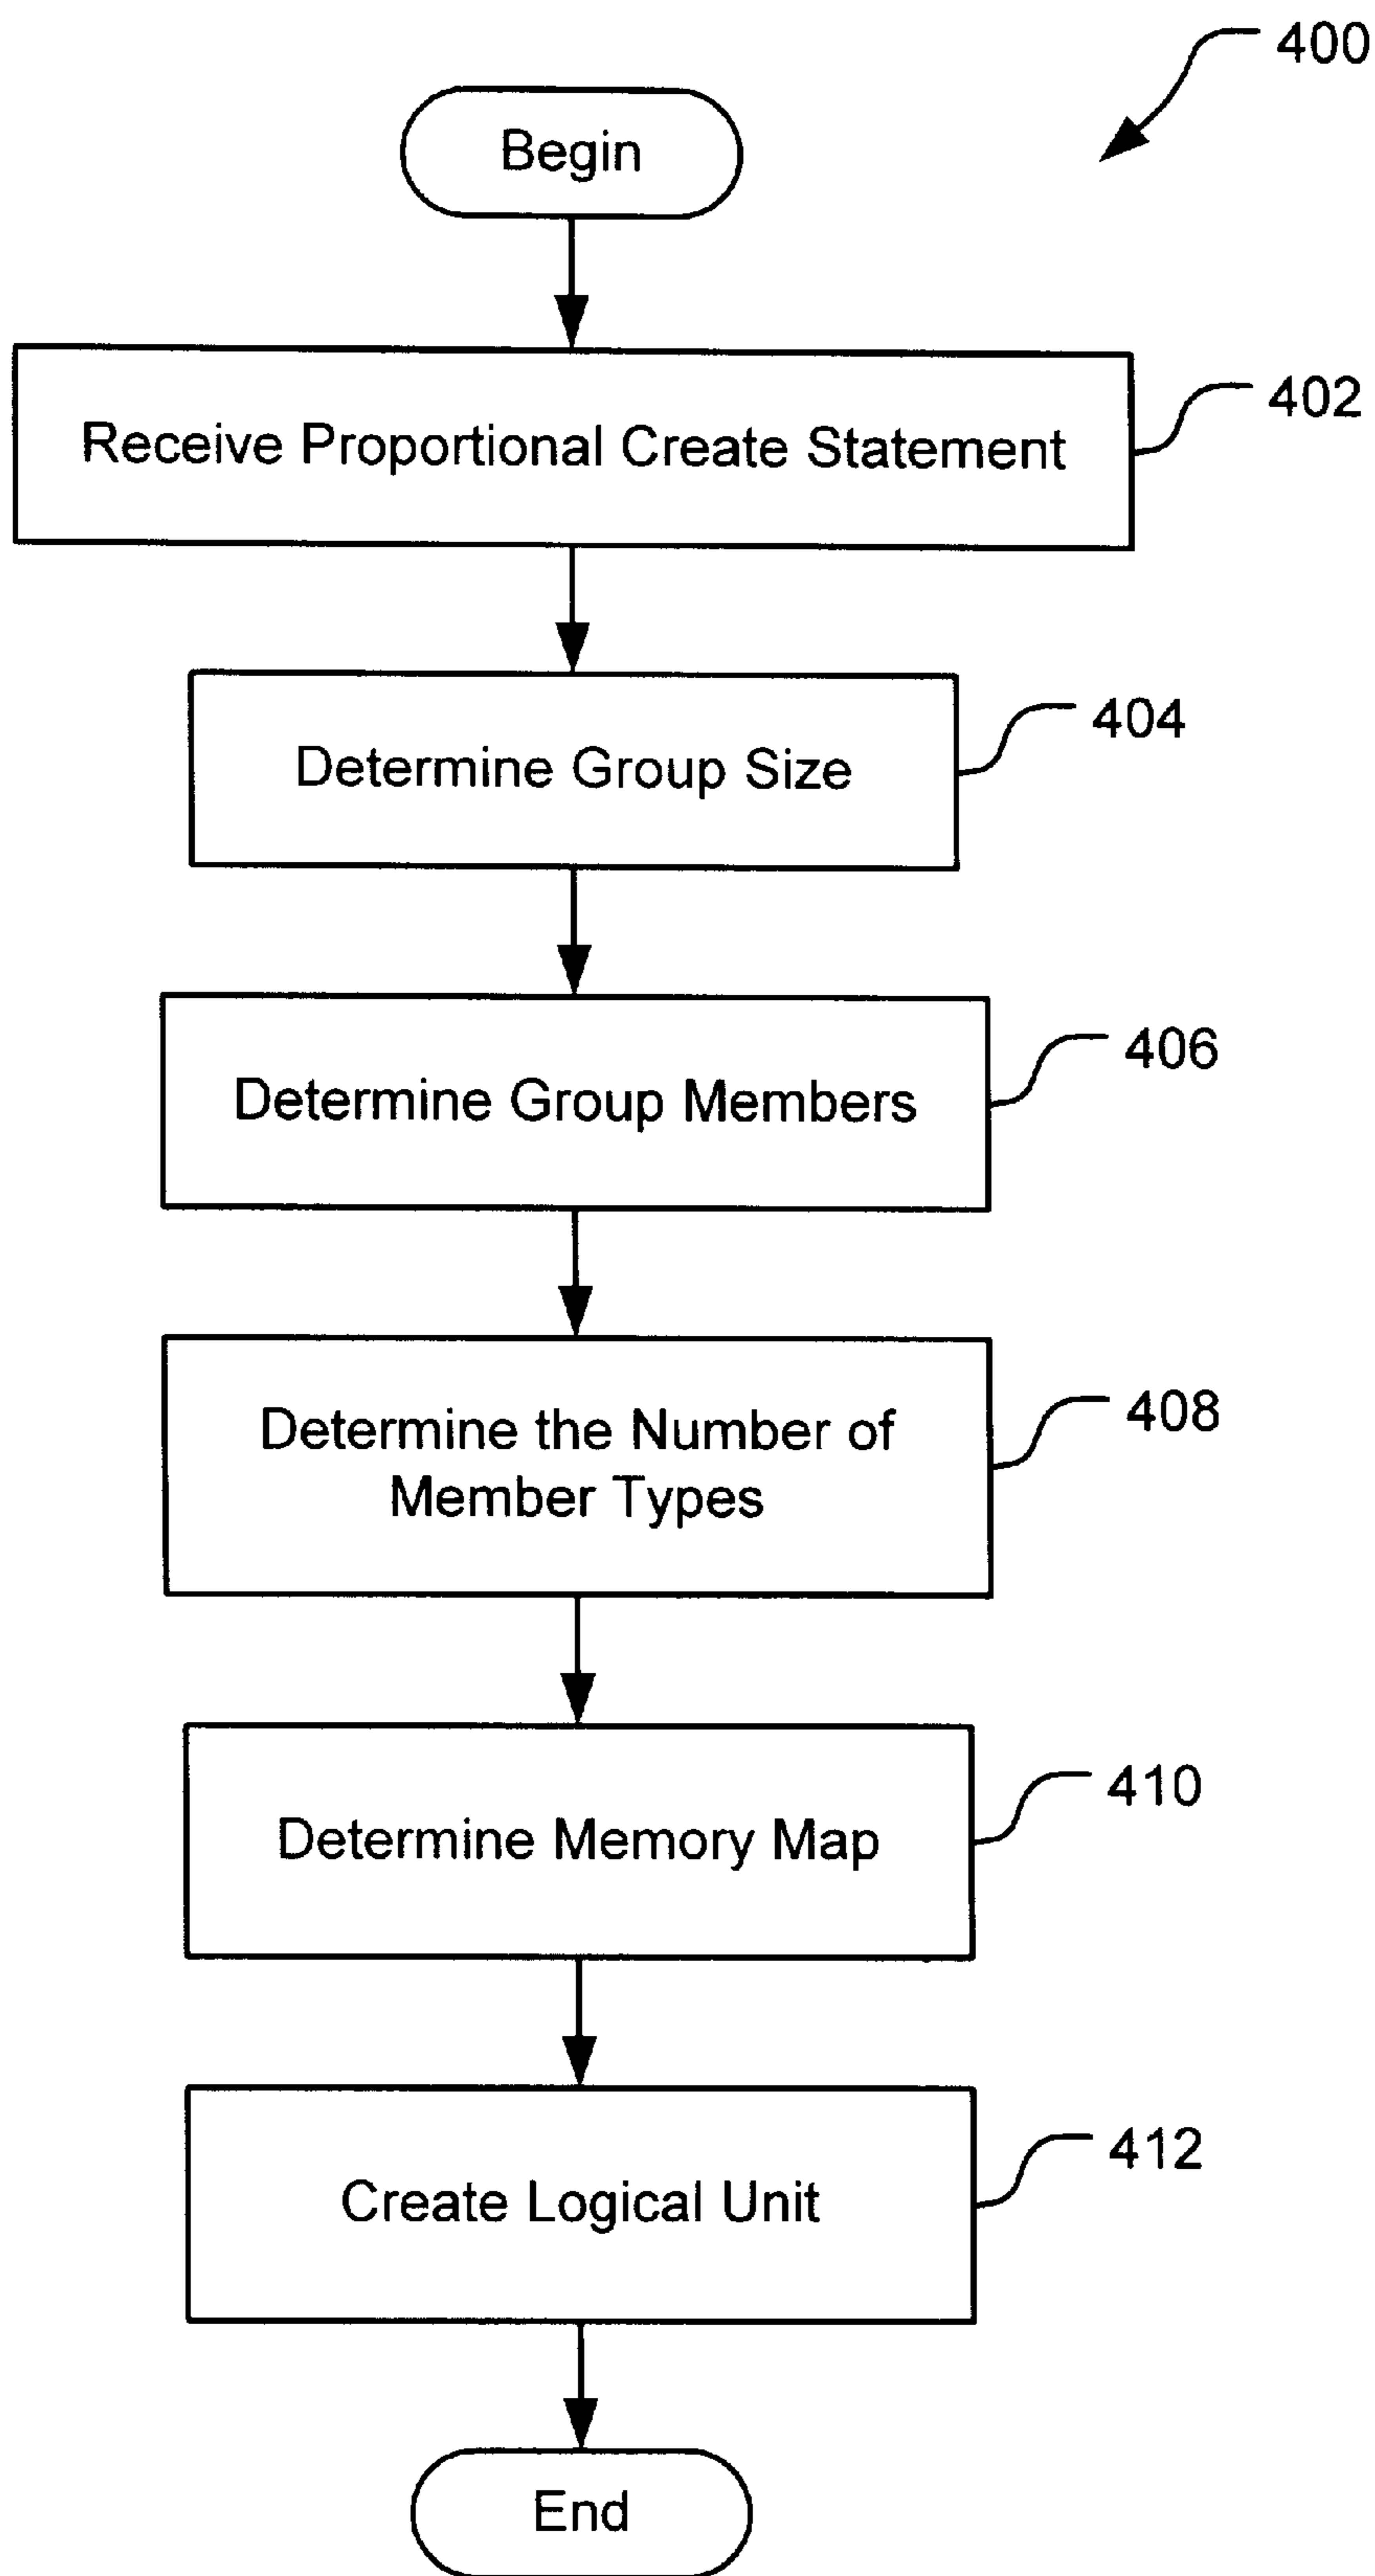 400
Begin
Receive Proportional Create Statement
402
Determine Group Size
404
Determine Group Members
406
Determine the Number of
Member Types
408
Determine Memory Map
410
Create Logical Unit
412
End